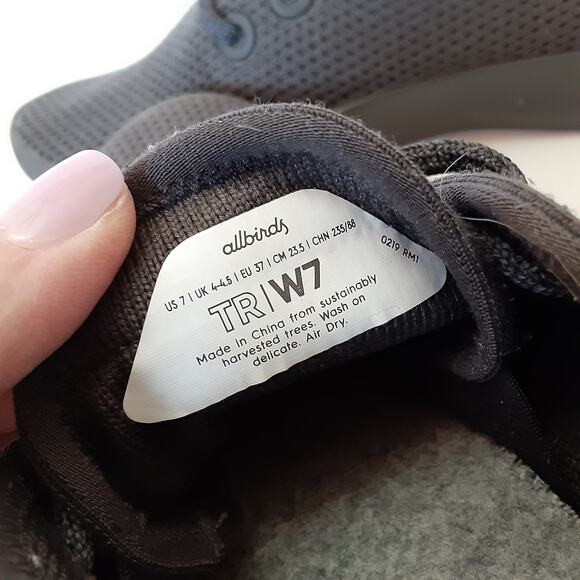 allbirds
US 7 | UK 4-4.5 | EU 37 | CM 23.5 | CHN 235/88
0219 RM1
TR|W7
Made in China from sustainably
harvested trees. Wash on
delicate. Air Dry.